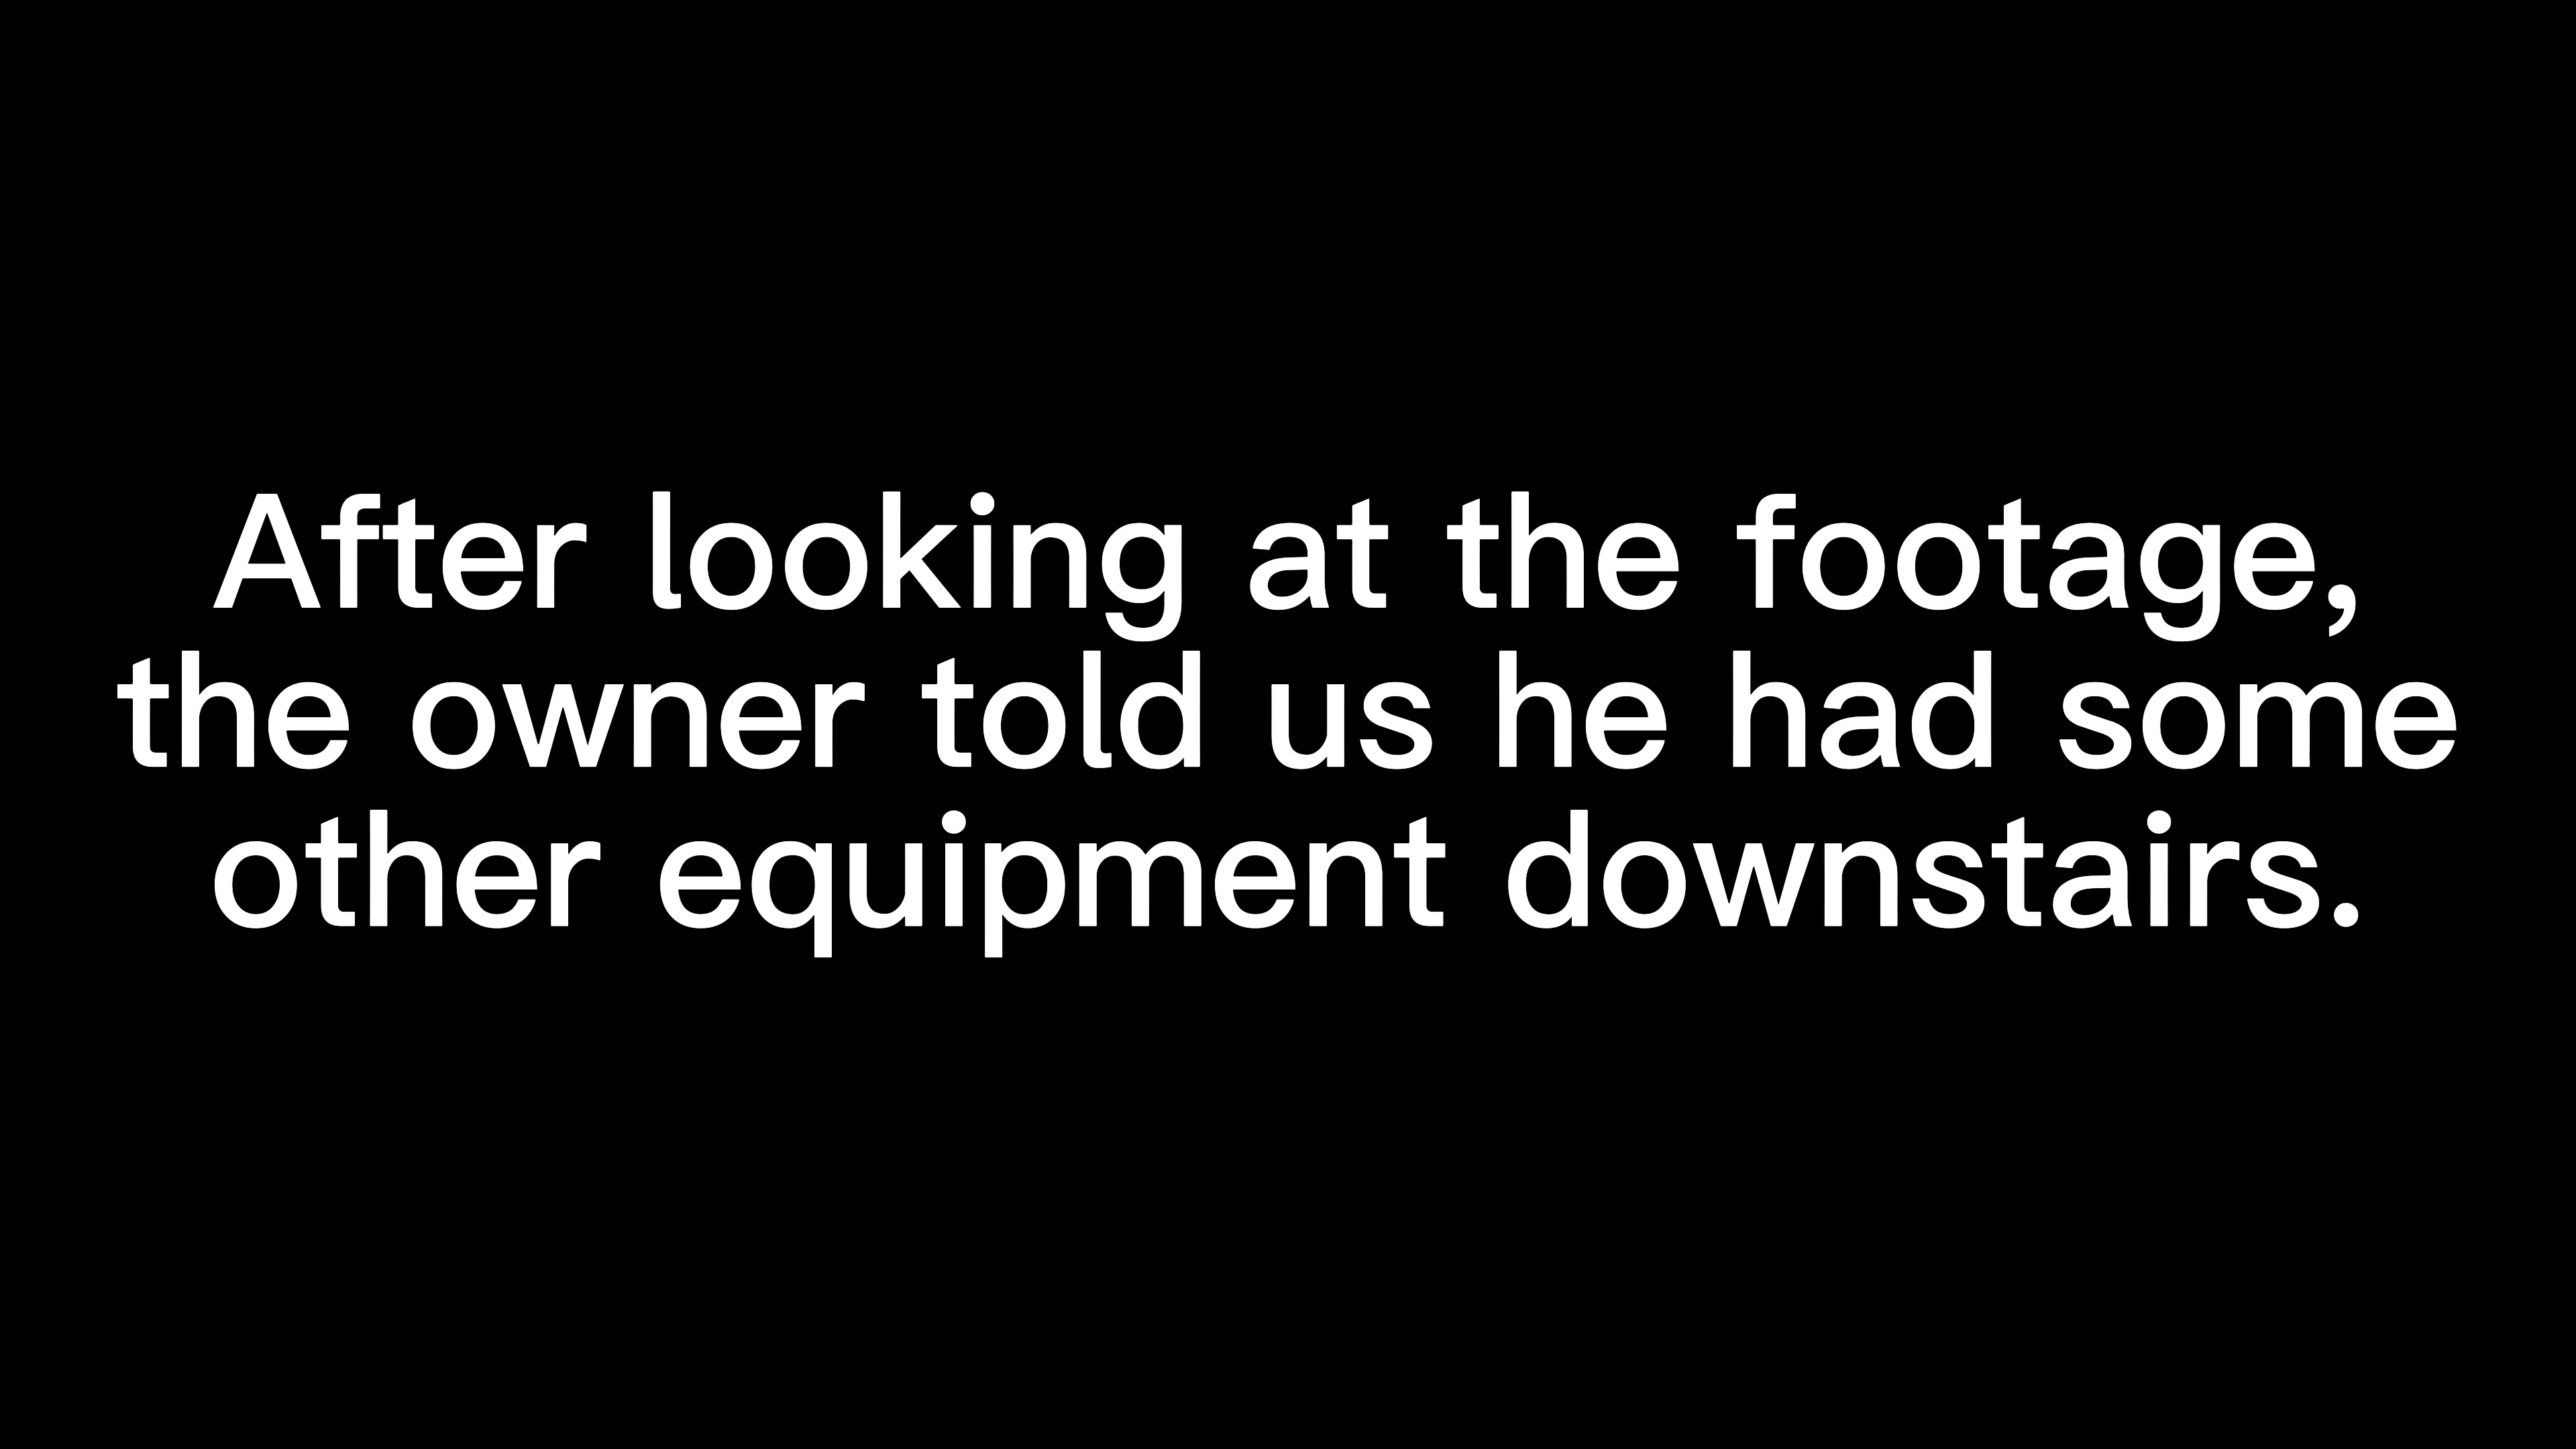 After looking at the footage,
the owner told us he had some
other equipment downstairs.